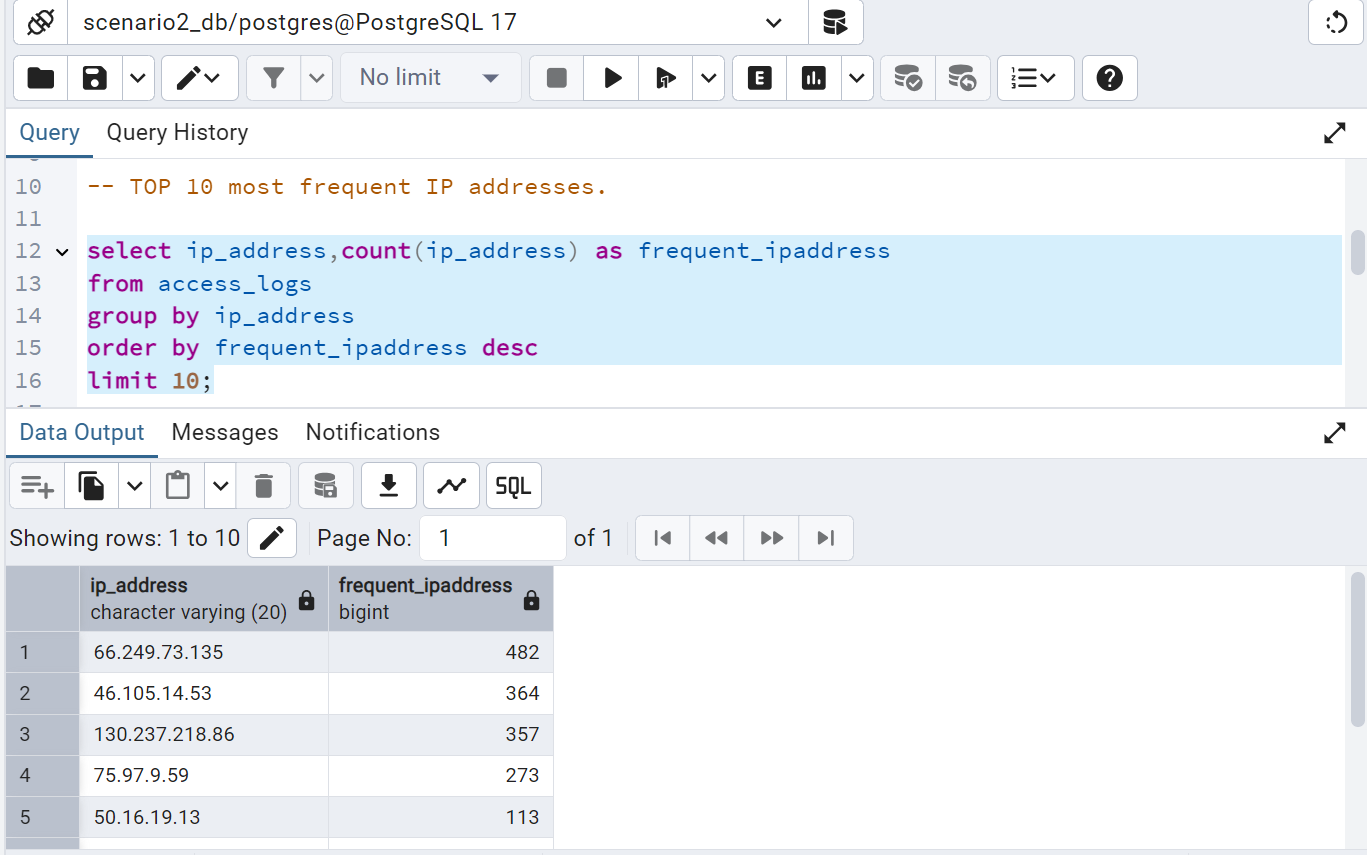 scenario2_db/postgres@PostgreSQL 17
No limit
E
Query Query History
10 -- TOP 10 most frequent IP addresses.
11
12 select ip_address,count(ip_address) as frequent_ipaddress
13 from access_logs
14 group by ip_address
15 order by frequent_ipaddress desc
16 limit 10;
Data Output Messages Notifications
SQL
Showing rows: 1 to 10 Page No: 1 of 1
ip_address frequent_ipaddress
character varying (20) bigint
1 66.249.73.135 482
2 46.105.14.53 364
3 130.237.218.86 357
4 75.97.9.59 273
5 50.16.19.13 113